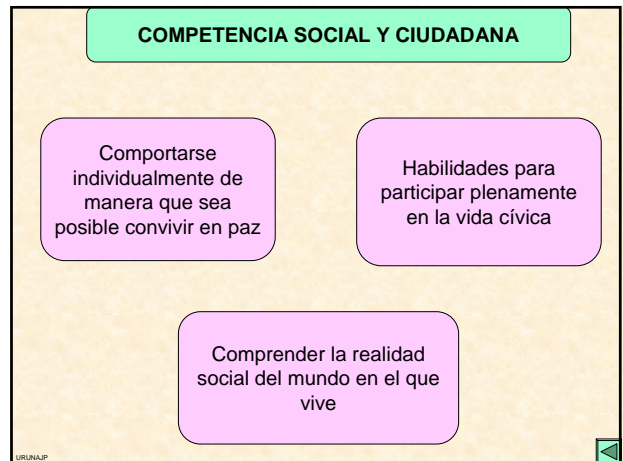 COMPETENCIA SOCIAL Y CIUDADANA
Comportarse
individualmente de
manera que sea
posible convivir en paz
Habilidades para
participar plenamente
en la vida cívica
Comprender la realidad
social del mundo en el que
vive
URUNAJP